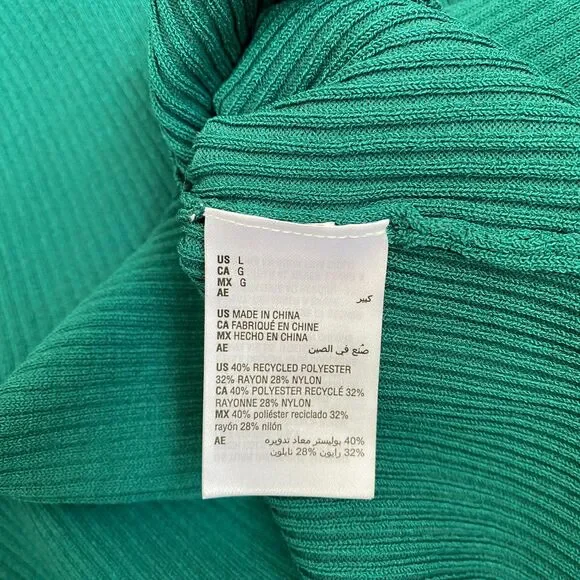 US L
CA G
MX G
AE كبير
US MADE IN CHINA
CA FABRIQUÉ EN CHINE
MX HECHO EN CHINA
AE صُنع في الصين
US 40% RECYCLED POLYESTER
32% RAYON 28% NYLON
CA 40% POLYESTER RECYCLÉ 32%
RAYONNE 28% NYLON
MX 40% poliéster reciclado 32%
rayón 28% nilón
AE 40% بوليستر معاد تدويره
32% رايون 28% نايلون